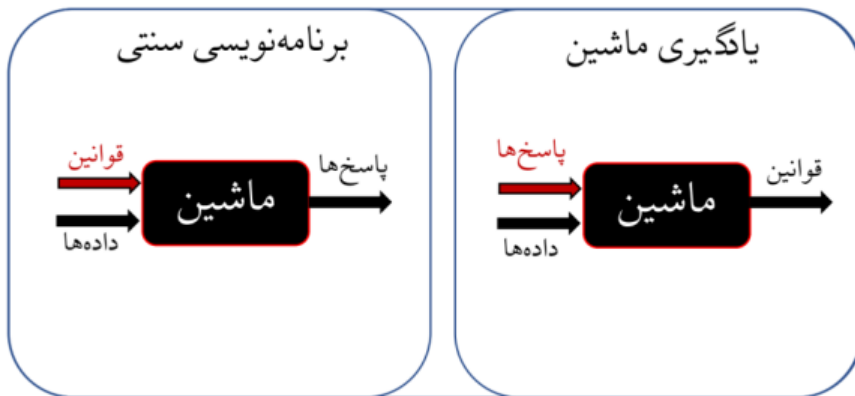 یادگیری ماشین
پاسخ‌ها
داده‌ها
ماشین
قوانین
برنامه‌نویسی سنتی
قوانین
داده‌ها
ماشین
پاسخ‌ها